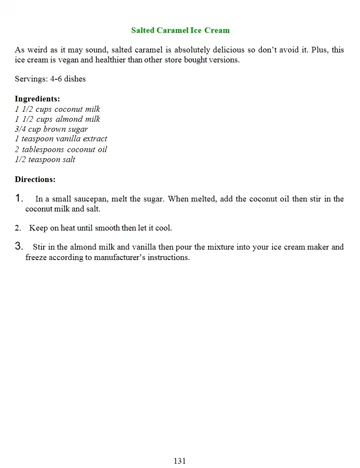 Salted Caramel Ice Cream
As weird as it may sound, salted caramel is absolutely delicious so don't avoid it. Plus, this
ice cream is vegan and healthier than other store bought versions.
Servings: 4-6 dishes
Ingredients:
1 1/2 cups coconut milk
1 1/2 cups almond milk
3/4 cup brown sugar
1 teaspoon vanilla extract
2 tablespoons coconut oil
1/2 teaspoon salt
Directions:
1. In a small saucepan, melt the sugar. When melted, add the coconut oil then stir in the
coconut milk and salt.
2. Keep on heat until smooth then let it cool.
3. Stir in the almond milk and vanilla then pour the mixture into your ice cream maker and
freeze according to manufacturer's instructions.
131